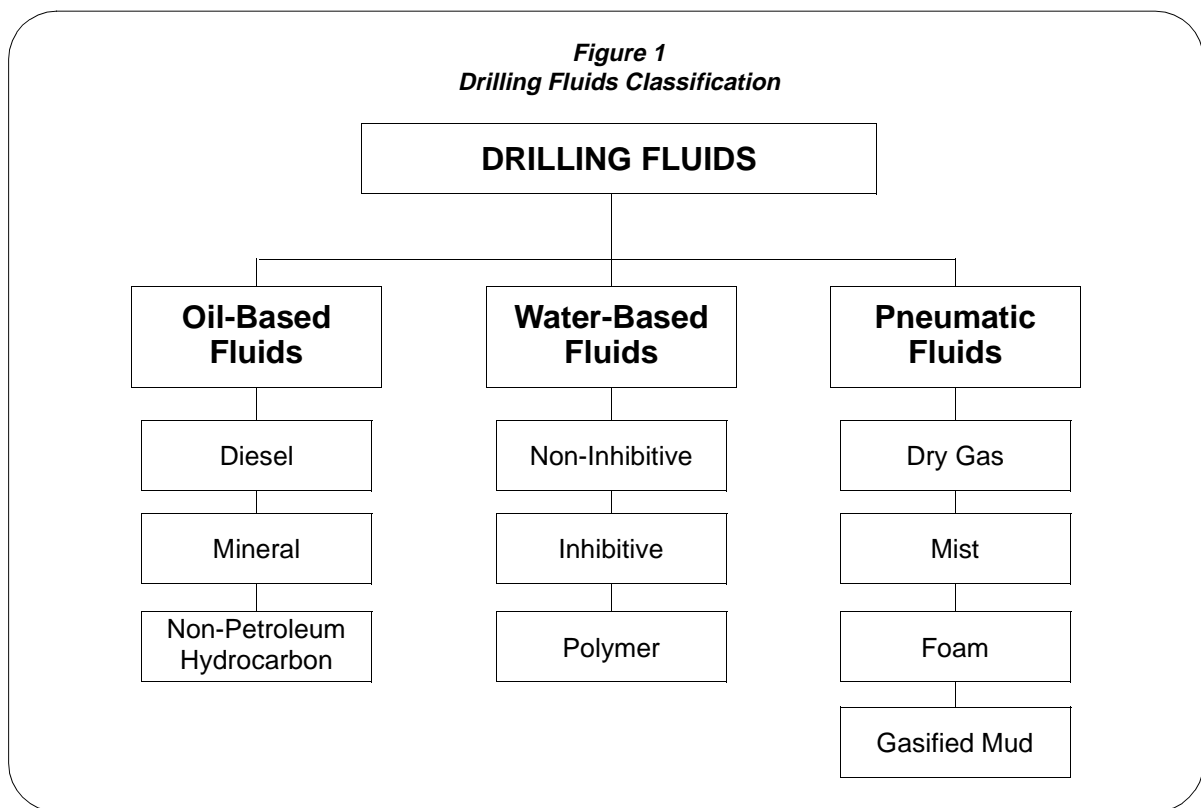 Figure 1
Drilling Fluids Classification
DRILLING FLUIDS
Oil-Based
Fluids
Diesel
Mineral
Non-Petroleum
Hydrocarbon
Water-Based
Fluids
Non-Inhibitive
Inhibitive
Polymer
Pneumatic
Fluids
Dry Gas
Mist
Foam
Gasified Mud